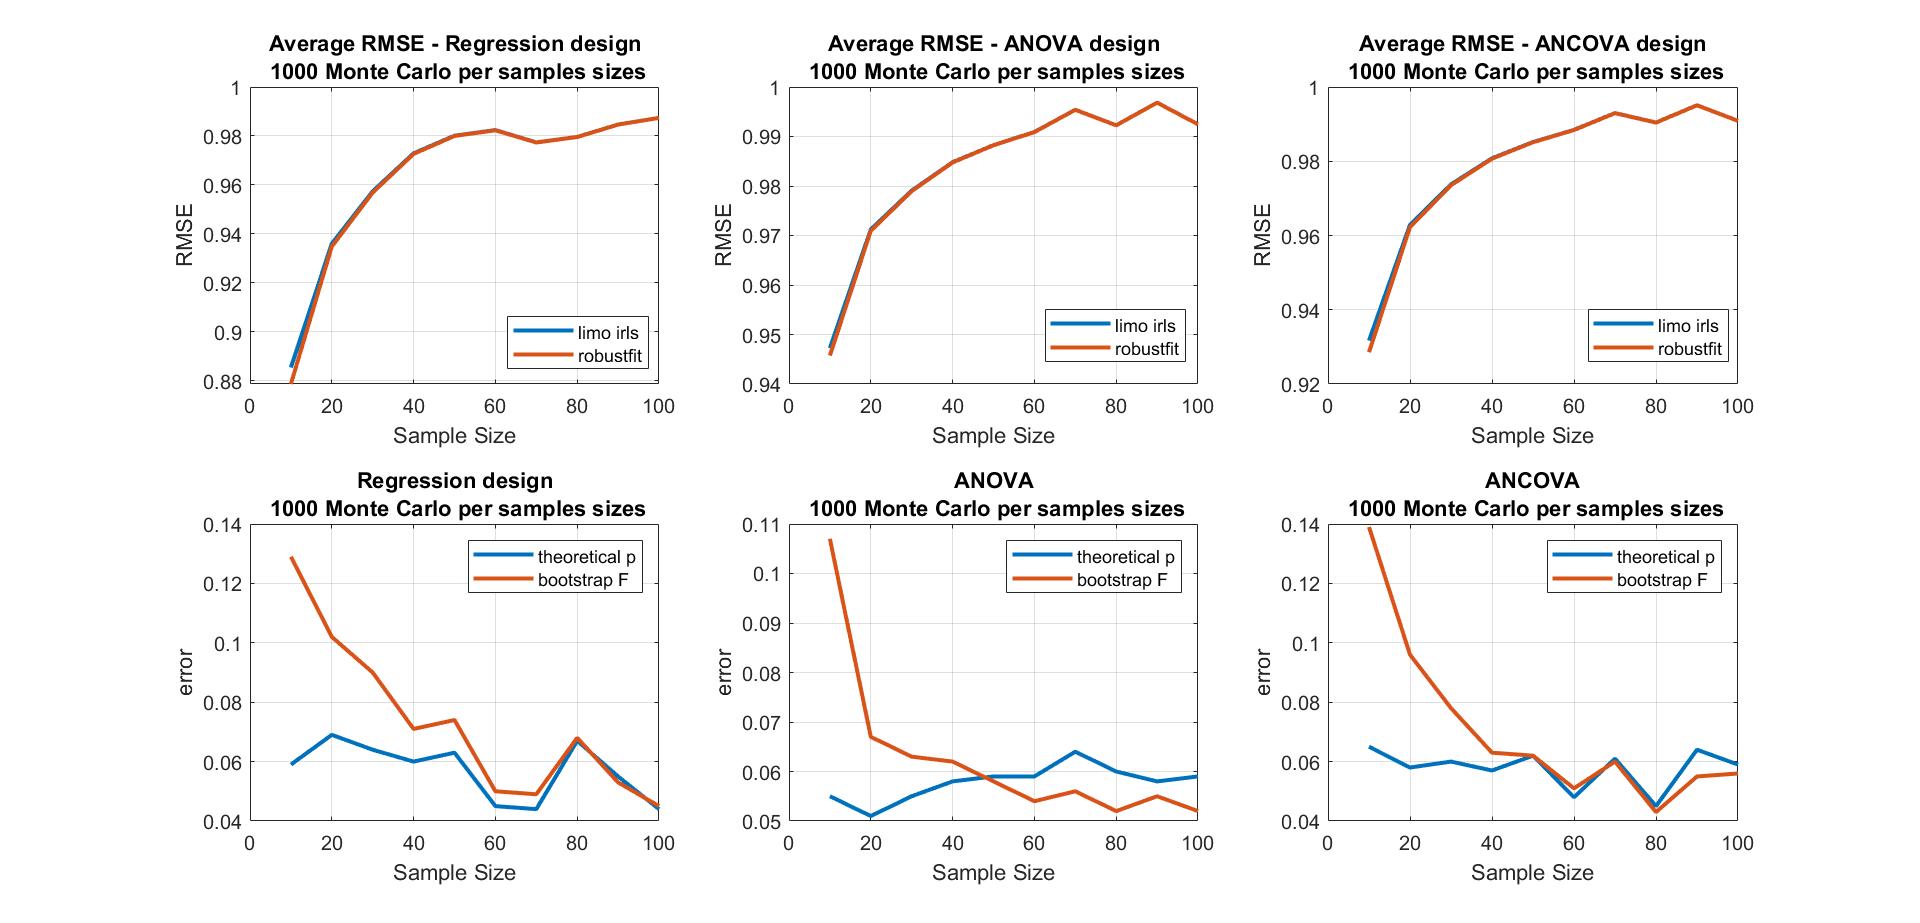 Average RMSE - Regression design
1000 Monte Carlo per samples sizes
1
0.98
0.96
0.94
0.92
0.9
0.88
RMSE
limo irls
robustfit
0 20 40 60 80 100
Sample Size
Average RMSE - ANOVA design
1000 Monte Carlo per samples sizes
1
0.99
0.98
0.97
0.96
0.95
0.94
RMSE
limo irls
robustfit
0 20 40 60 80 100
Sample Size
Average RMSE - ANCOVA design
1000 Monte Carlo per samples sizes
1
0.98
0.96
0.94
0.92
RMSE
limo irls
robustfit
0 20 40 60 80 100
Sample Size
Regression design
1000 Monte Carlo per samples sizes
0.14
0.12
0.1
0.08
0.06
0.04
error
theoretical p
bootstrap F
0 20 40 60 80 100
Sample Size
ANOVA
1000 Monte Carlo per samples sizes
0.11
0.1
0.09
0.08
0.07
0.06
0.05
error
theoretical p
bootstrap F
0 20 40 60 80 100
Sample Size
ANCOVA
1000 Monte Carlo per samples sizes
0.14
0.12
0.1
0.08
0.06
0.04
error
theoretical p
bootstrap F
0 20 40 60 80 100
Sample Size